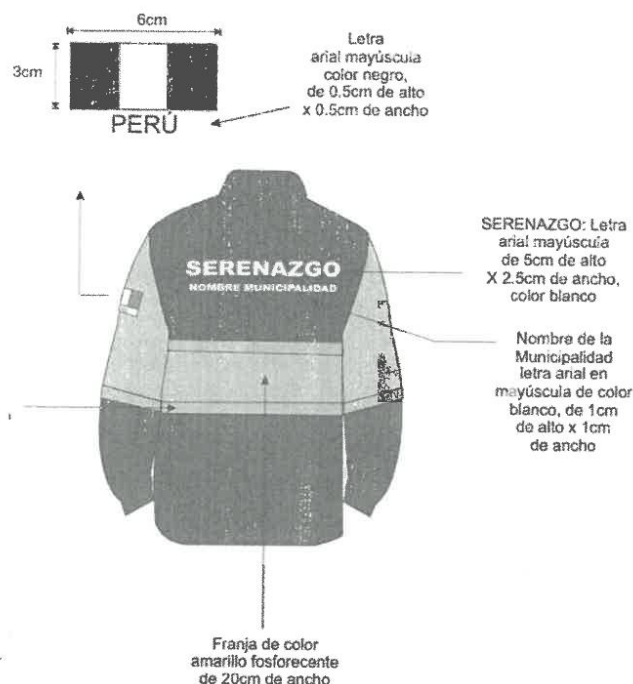 6cm
3cm
PERÚ
Letra
arial mayúscula
color negro,
de 0.5cm de alto
x 0.5cm de ancho
SERENAZGO
NOMBRE MUNICIPALIDAD
SERENAZGO: Letra
arial mayúscula
de 5cm de alto
X 2.5cm de ancho,
color blanco
Nombre de la
Municipalidad
letra arial en
mayúscula de color
blanco, de 1cm
de alto x 1cm
de ancho
Franja de color
amarillo fosforecente
de 20cm de ancho